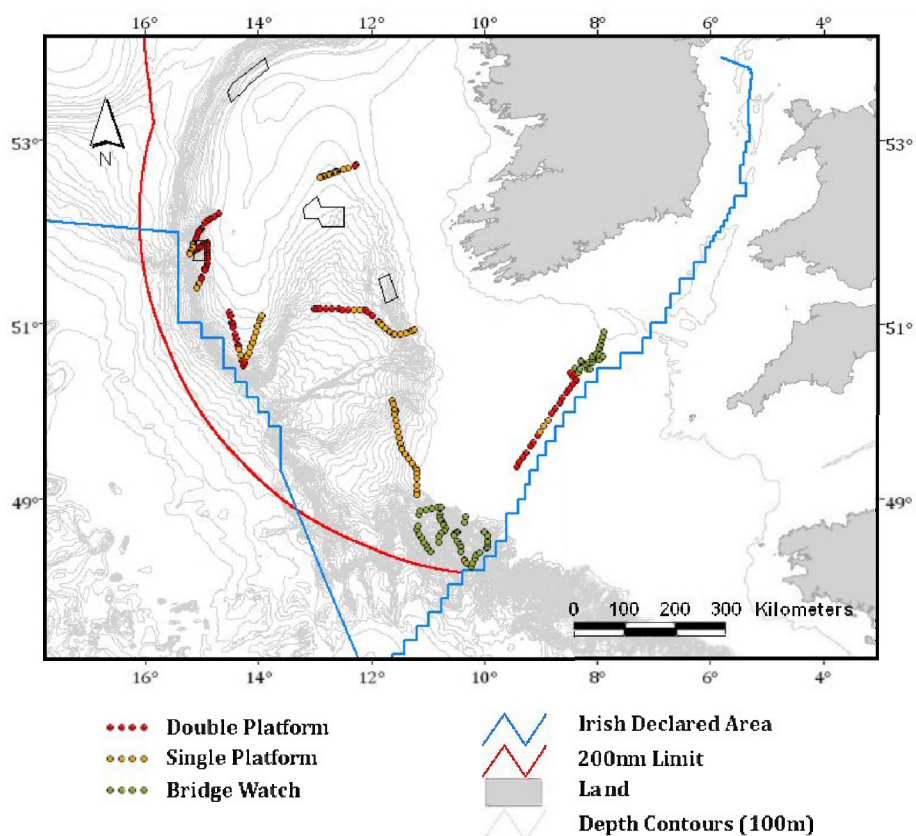 16° 14° 12° 10° 8° 6° 4°
53° 53°
N
51° 51°
49° 49°
0 100 200 300 Kilometers
16° 14° 12° 10° 8° 6° 4°
Double Platform
Single Platform
Bridge Watch
Irish Declared Area
200nm Limit
Land
Depth Contours (100m)